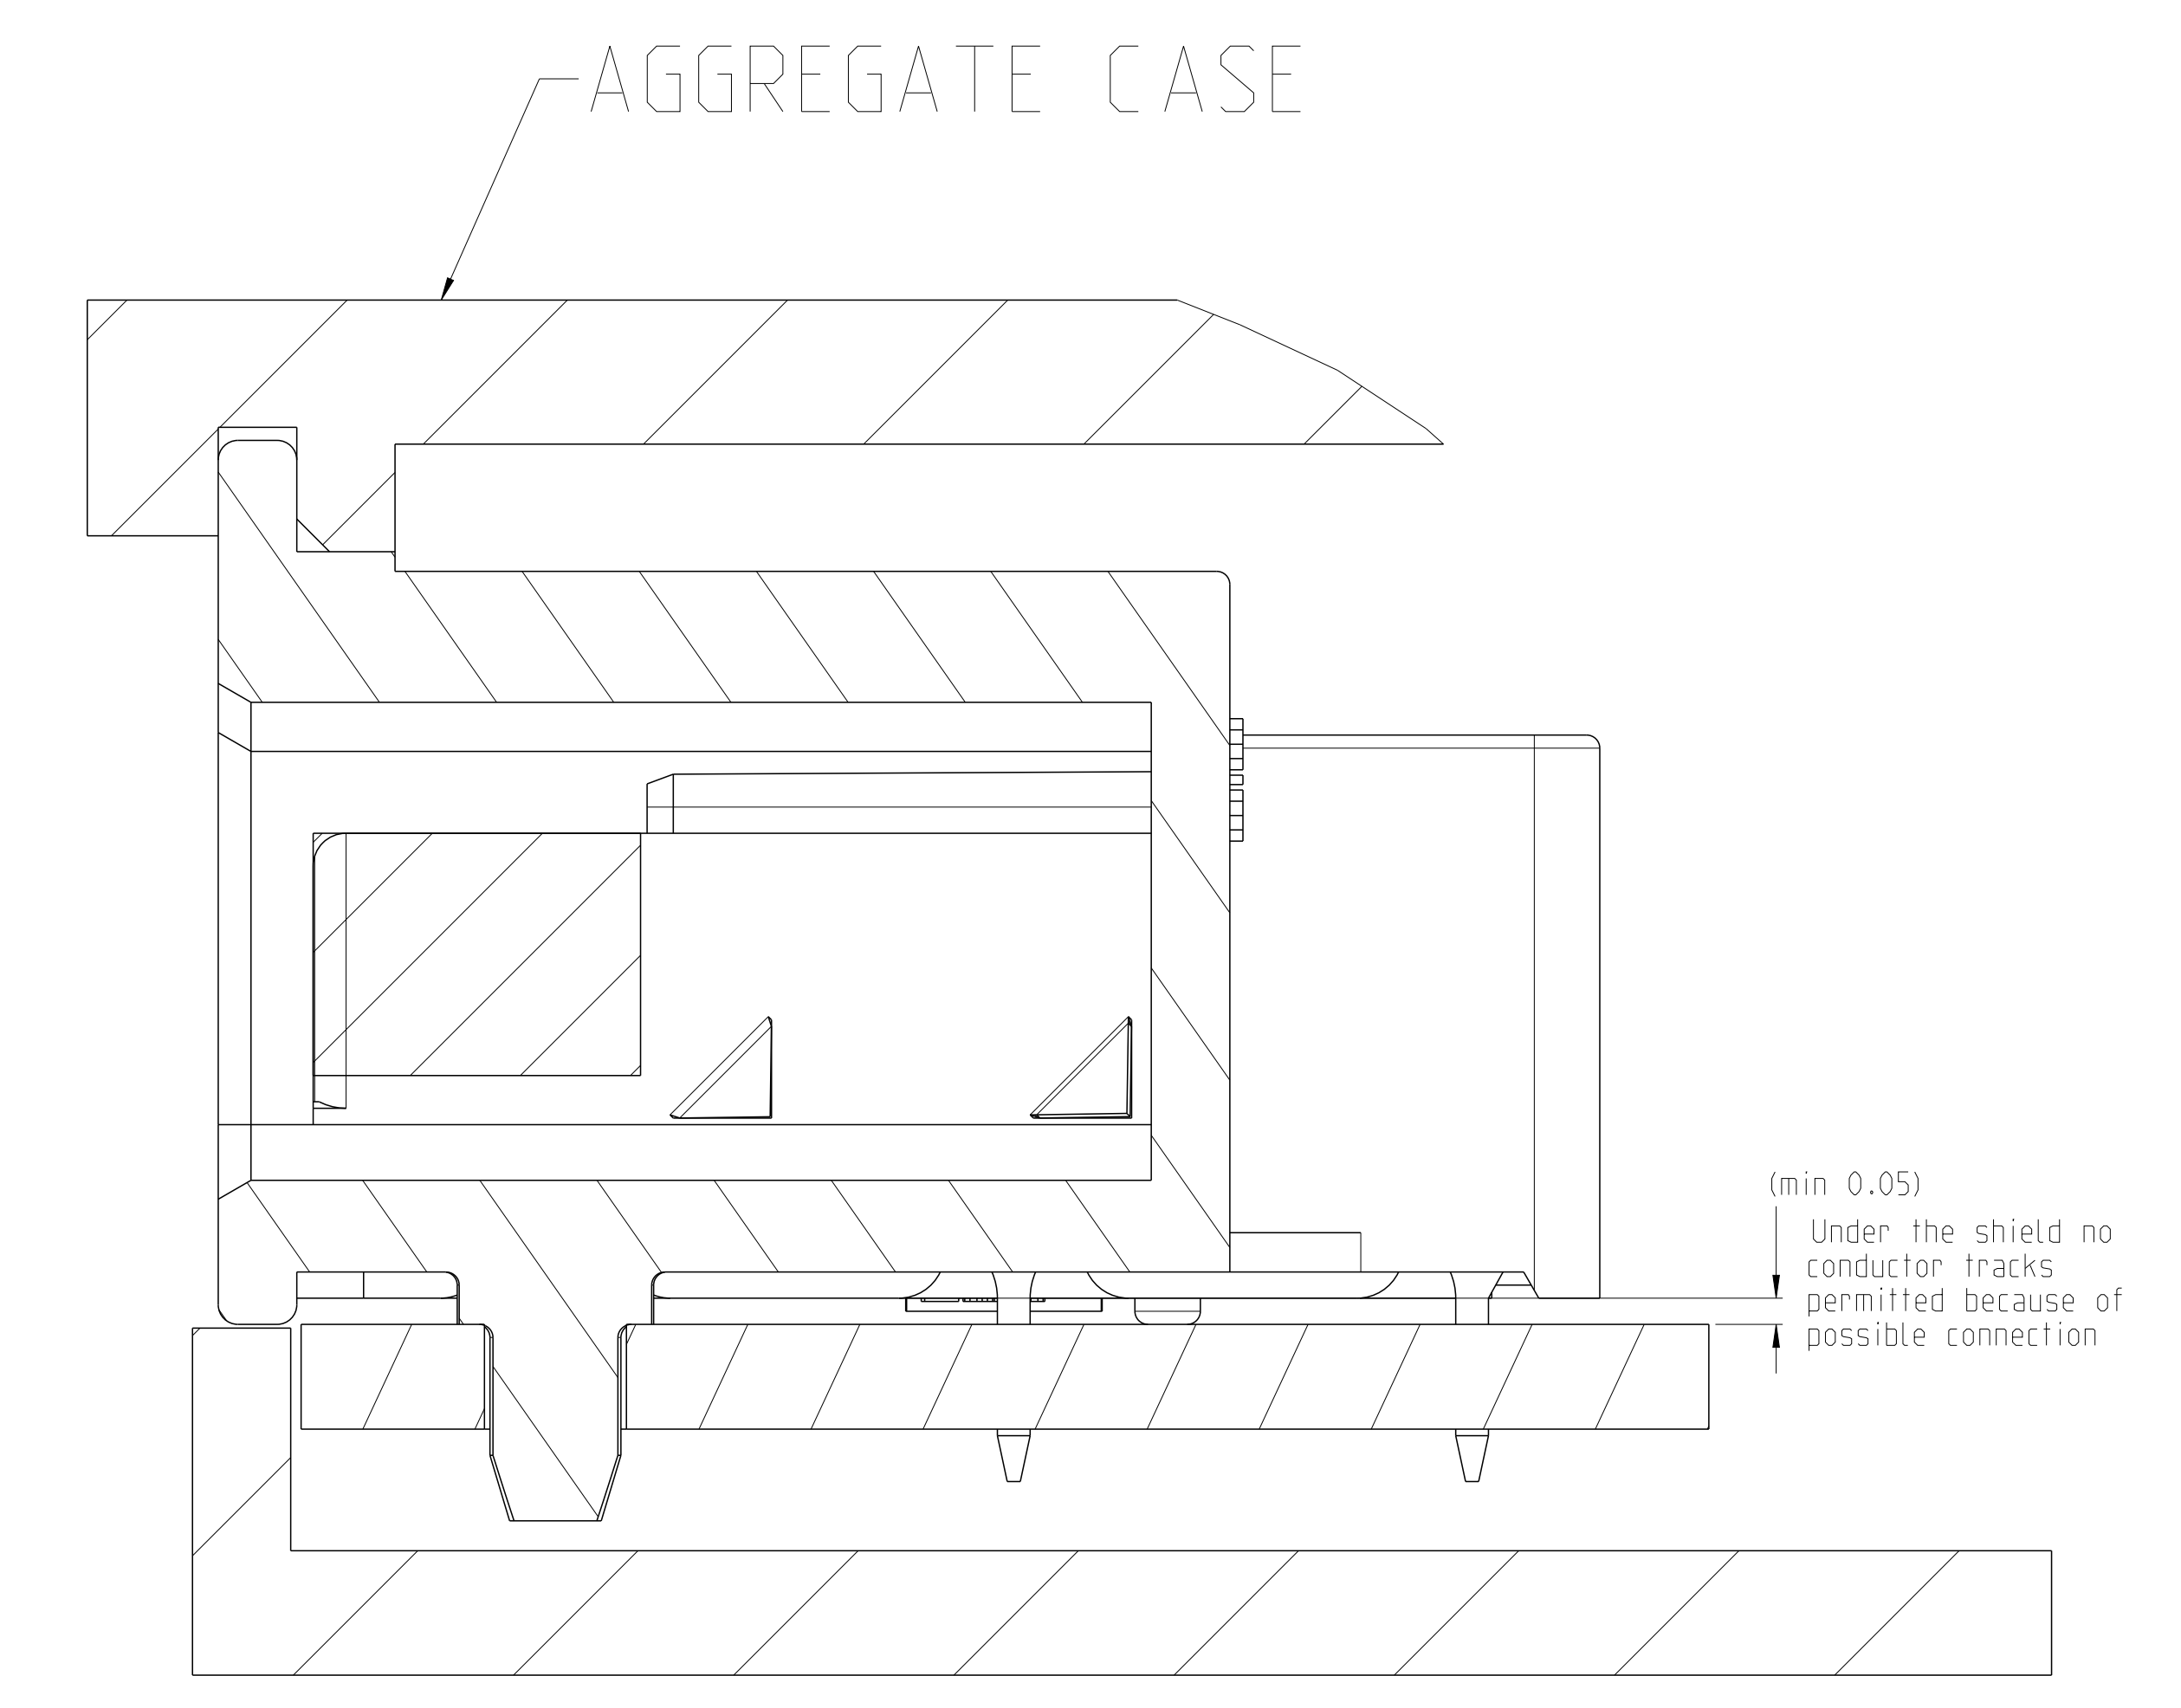 AGGREGATE CASE
(min 0.05)
Under the shield no
conductor tracks
permitted because of
possible connection